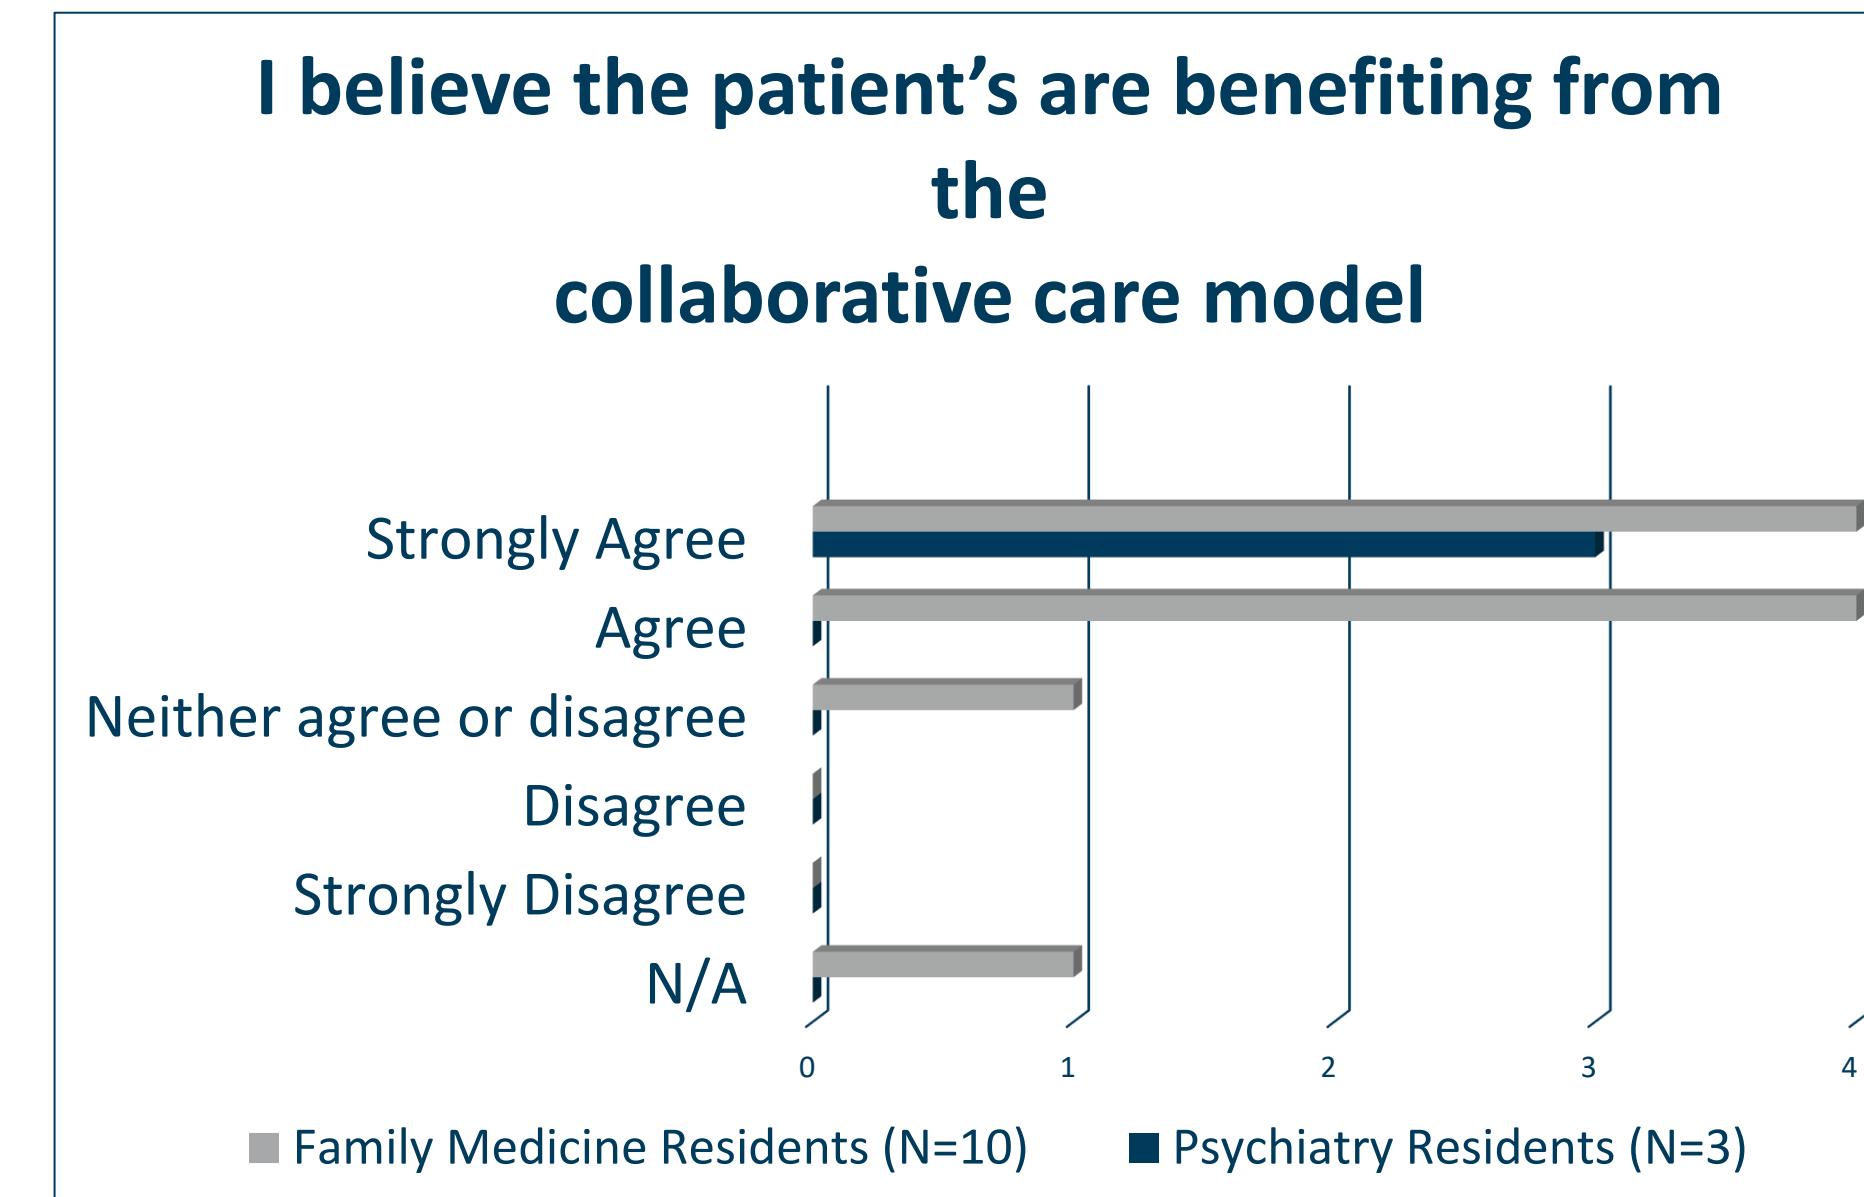 I believe the patient’s are benefiting from
the
collaborative care model
Strongly Agree
Agree
Neither agree or disagree
Disagree
Strongly Disagree
N/A
0 1 2 3 4
Family Medicine Residents (N=10) Psychiatry Residents (N=3)